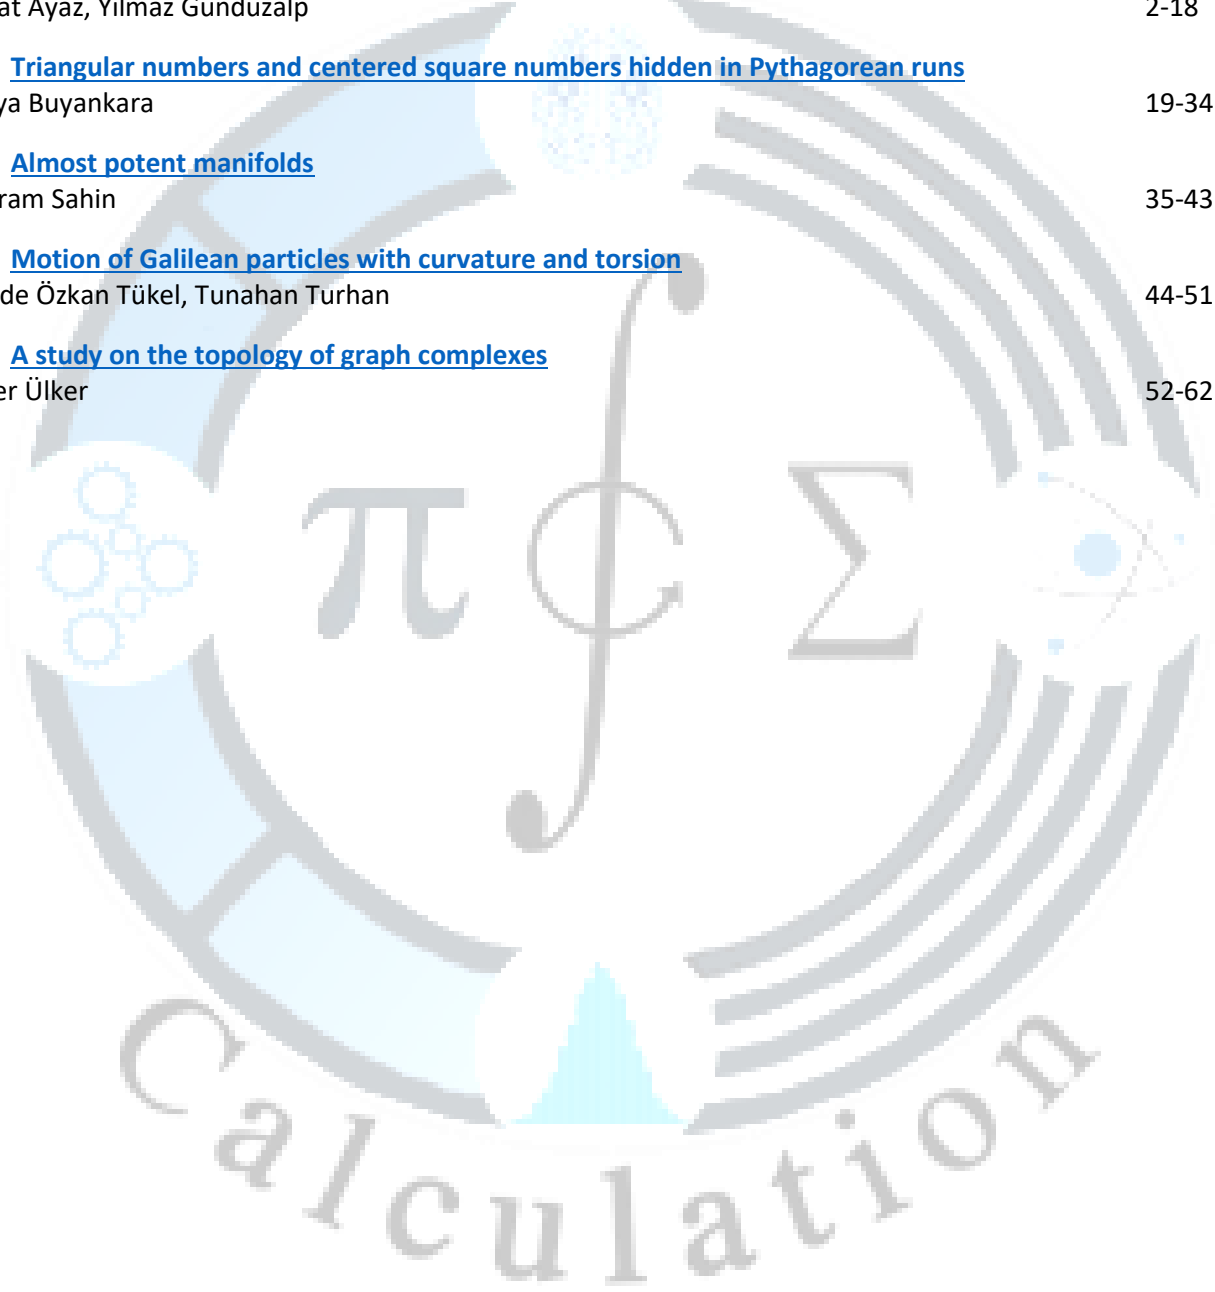 at Ayaz, Yılmaz Gündüzalp 2-18
Triangular numbers and centered square numbers hidden in Pythagorean runs
ya Buyankara 19-34
Almost potent manifolds
ram Sahin 35-43
Motion of Galilean particles with curvature and torsion
de Özkan Tükel, Tunahan Turhan 44-51
A study on the topology of graph complexes
er Ülker 52-62
π Σ
Calculation